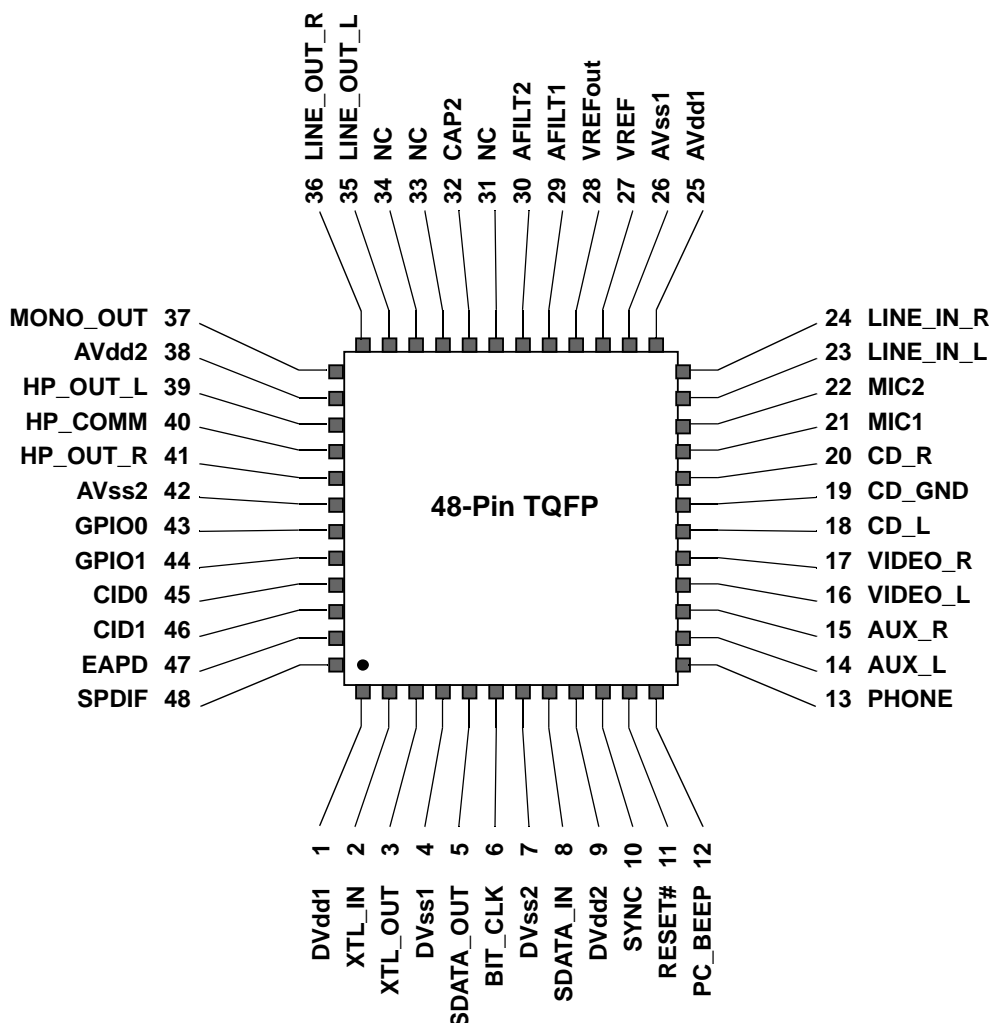 36 LINE_OUT_R
35 LINE_OUT_L
34 NC
33 NC
32 CAP2
31 NC
30 AFILT2
29 AFILT1
28 VREFout
27 VREF
26 AVss1
25 AVdd1
MONO_OUT 37
AVdd2 38
HP_OUT_L 39
HP_COMM 40
HP_OUT_R 41
AVss2 42
GPIO0 43
GPIO1 44
CID0 45
CID1 46
EAPD 47
SPDIF 48
48-Pin TQFP
24 LINE_IN_R
23 LINE_IN_L
22 MIC2
21 MIC1
20 CD_R
19 CD_GND
18 CD_L
17 VIDEO_R
16 VIDEO_L
15 AUX_R
14 AUX_L
13 PHONE
DVdd1 1
XTL_IN 2
XTL_OUT 3
DVss1 4
SDATA_OUT 5
BIT_CLK 6
DVss2 7
SDATA_IN 8
DVdd2 9
SYNC 10
RESET# 11
PC_BEEP 12